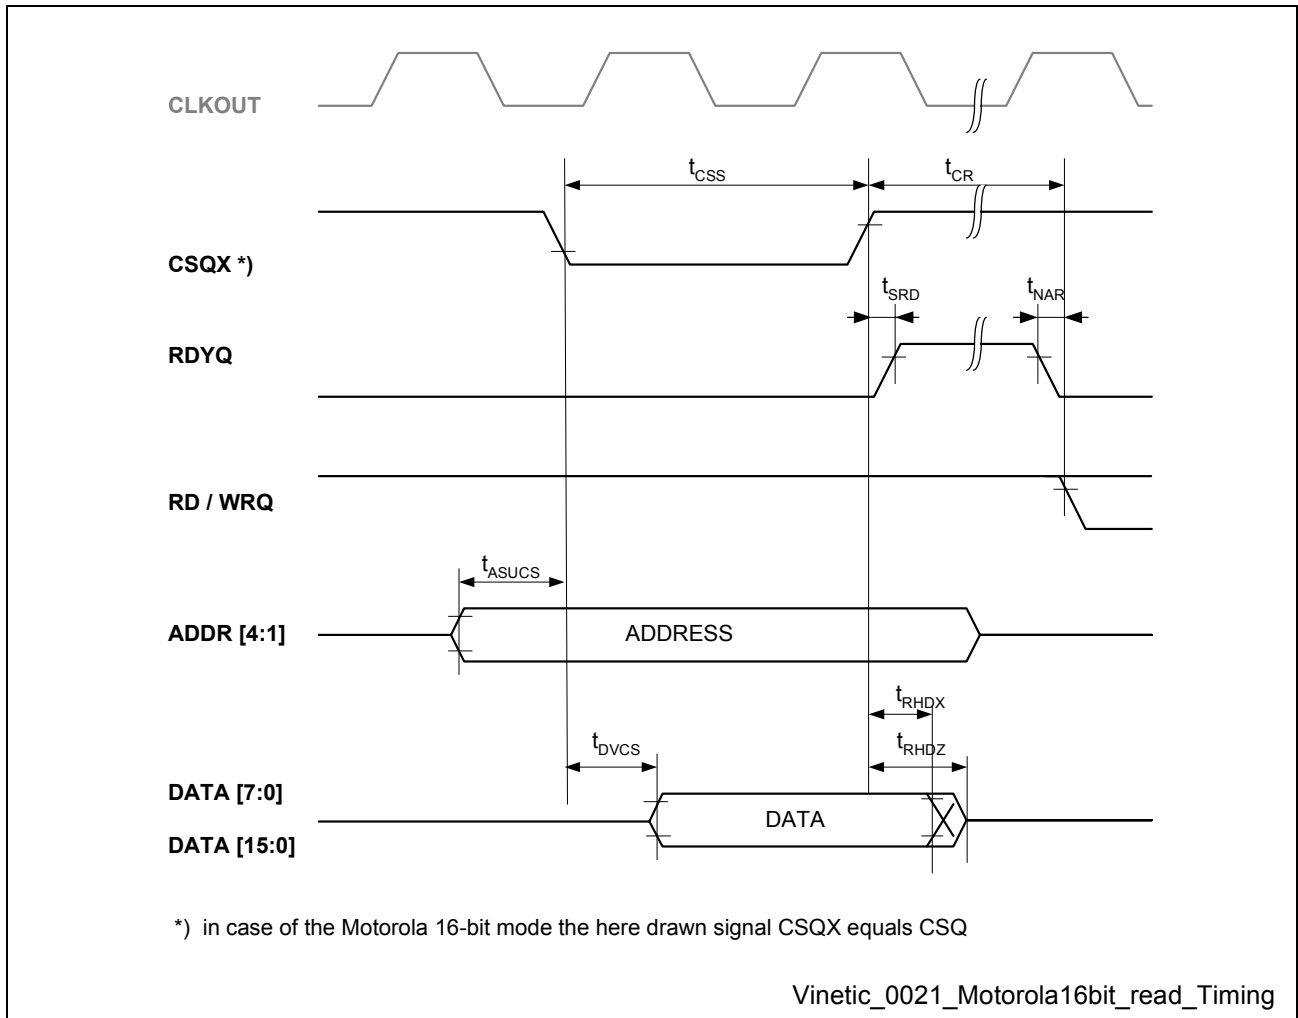 CLKOUT
tCSS
tCR
CSQX *)
tSRD
tNAR
RDYQ
RD / WRQ
tASUCS
ADDR [4:1]
ADDRESS
tRHDX
tDVCS
tRHDZ
DATA [7:0]
DATA
DATA [15:0]
*) in case of the Motorola 16-bit mode the here drawn signal CSQX equals CSQ
Vinetic_0021_Motorola16bit_read_Timing